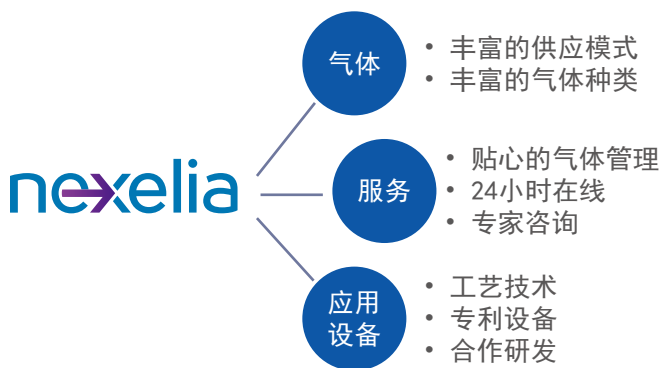 气体
• 丰富的供应模式
• 丰富的气体种类
nexelia
服务
• 贴心的气体管理
• 24小时在线
• 专家咨询
应用
设备
• 工艺技术
• 专利设备
• 合作研发